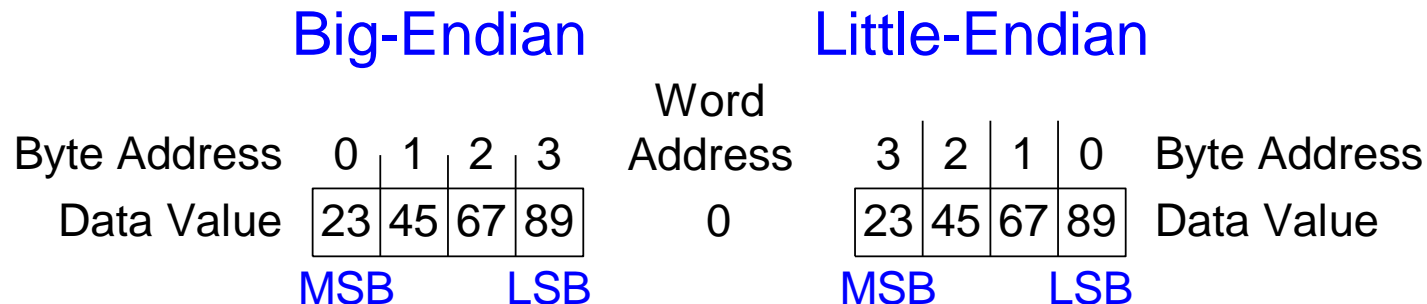 Big-Endian Little-Endian
Word
Byte Address 0 1 2 3 Address 3 2 1 0 Byte Address
Data Value 23 45 67 89 0 23 45 67 89 Data Value
MSB LSB MSB LSB